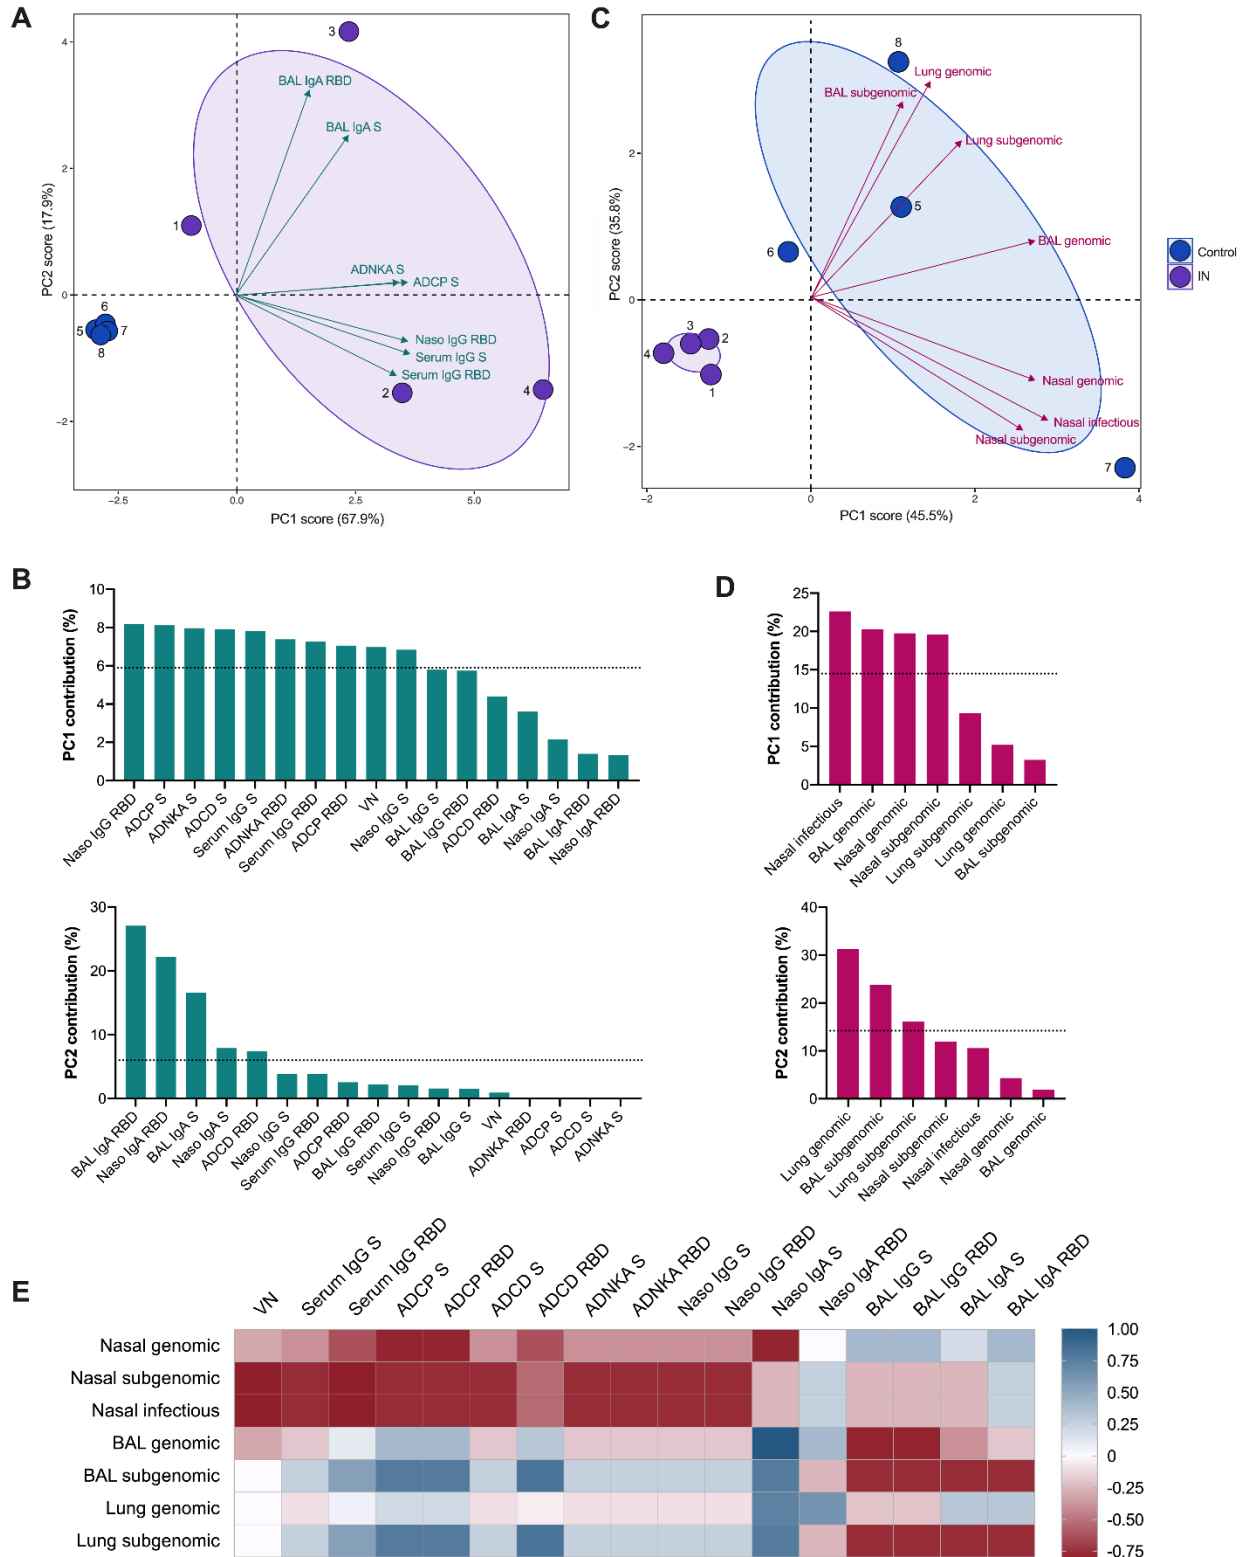 A
4
3
BAL IgA RBD
BAL IgA S
2
1
ADNKA S
ADCP S
0
6
5
7
8
Naso IgG RBD
Serum IgG S
Serum IgG RBD
2
4
−2
−2.5
0.0
2.5
5.0
PC1 score (67.9%)
PC2 score (17.9%)
C
8
Lung genomic
BAL subgenomic
2
Lung subgenomic
5
6
BAL genomic
0
3
2
4
1
Nasal genomic
Nasal infectious
Nasal subgenomic
−2
7
−2
0
2
4
PC1 score (45.5%)
PC2 score (35.8%)
Control
IN
B
PC1 contribution (%)
10
8
6
4
2
0
Naso IgG RBD
ADCP S
ADNKA S
ADCD S
Serum IgG S
ADNKA RBD
Serum IgG RBD
ADCP RBD
VN
Naso IgG S
BAL IgG S
BAL IgG RBD
ADCD RBD
BAL IgA S
Naso IgA S
BAL IgA RBD
Naso IgA RBD
PC2 contribution (%)
30
20
10
0
BAL IgA RBD
Naso IgA RBD
BAL IgA S
Naso IgA S
ADCD RBD
Naso IgG S
Serum IgG RBD
ADCP RBD
BAL IgG RBD
Serum IgG S
Naso IgG RBD
BAL IgG S
VN
ADNKA RBD
ADCP S
ADCD S
ADNKA S
D
PC1 contribution (%)
25
20
15
10
5
0
Nasal infectious
BAL genomic
Nasal genomic
Nasal subgenomic
Lung subgenomic
Lung genomic
BAL subgenomic
PC2 contribution (%)
40
30
20
10
0
Lung genomic
BAL subgenomic
Lung subgenomic
Nasal subgenomic
Nasal infectious
Nasal genomic
BAL genomic
E
VN
Serum IgG S
Serum IgG RBD
ADCP S
ADCP RBD
ADCD S
ADCD RBD
ADNKA S
ADNKA RBD
Naso IgG S
Naso IgG RBD
Naso IgA S
Naso IgA RBD
BAL IgG S
BAL IgG RBD
BAL IgA S
BAL IgA RBD
Nasal genomic
Nasal subgenomic
Nasal infectious
BAL genomic
BAL subgenomic
Lung genomic
Lung subgenomic
1.00
0.75
0.50
0.25
0
-0.25
-0.50
-0.75